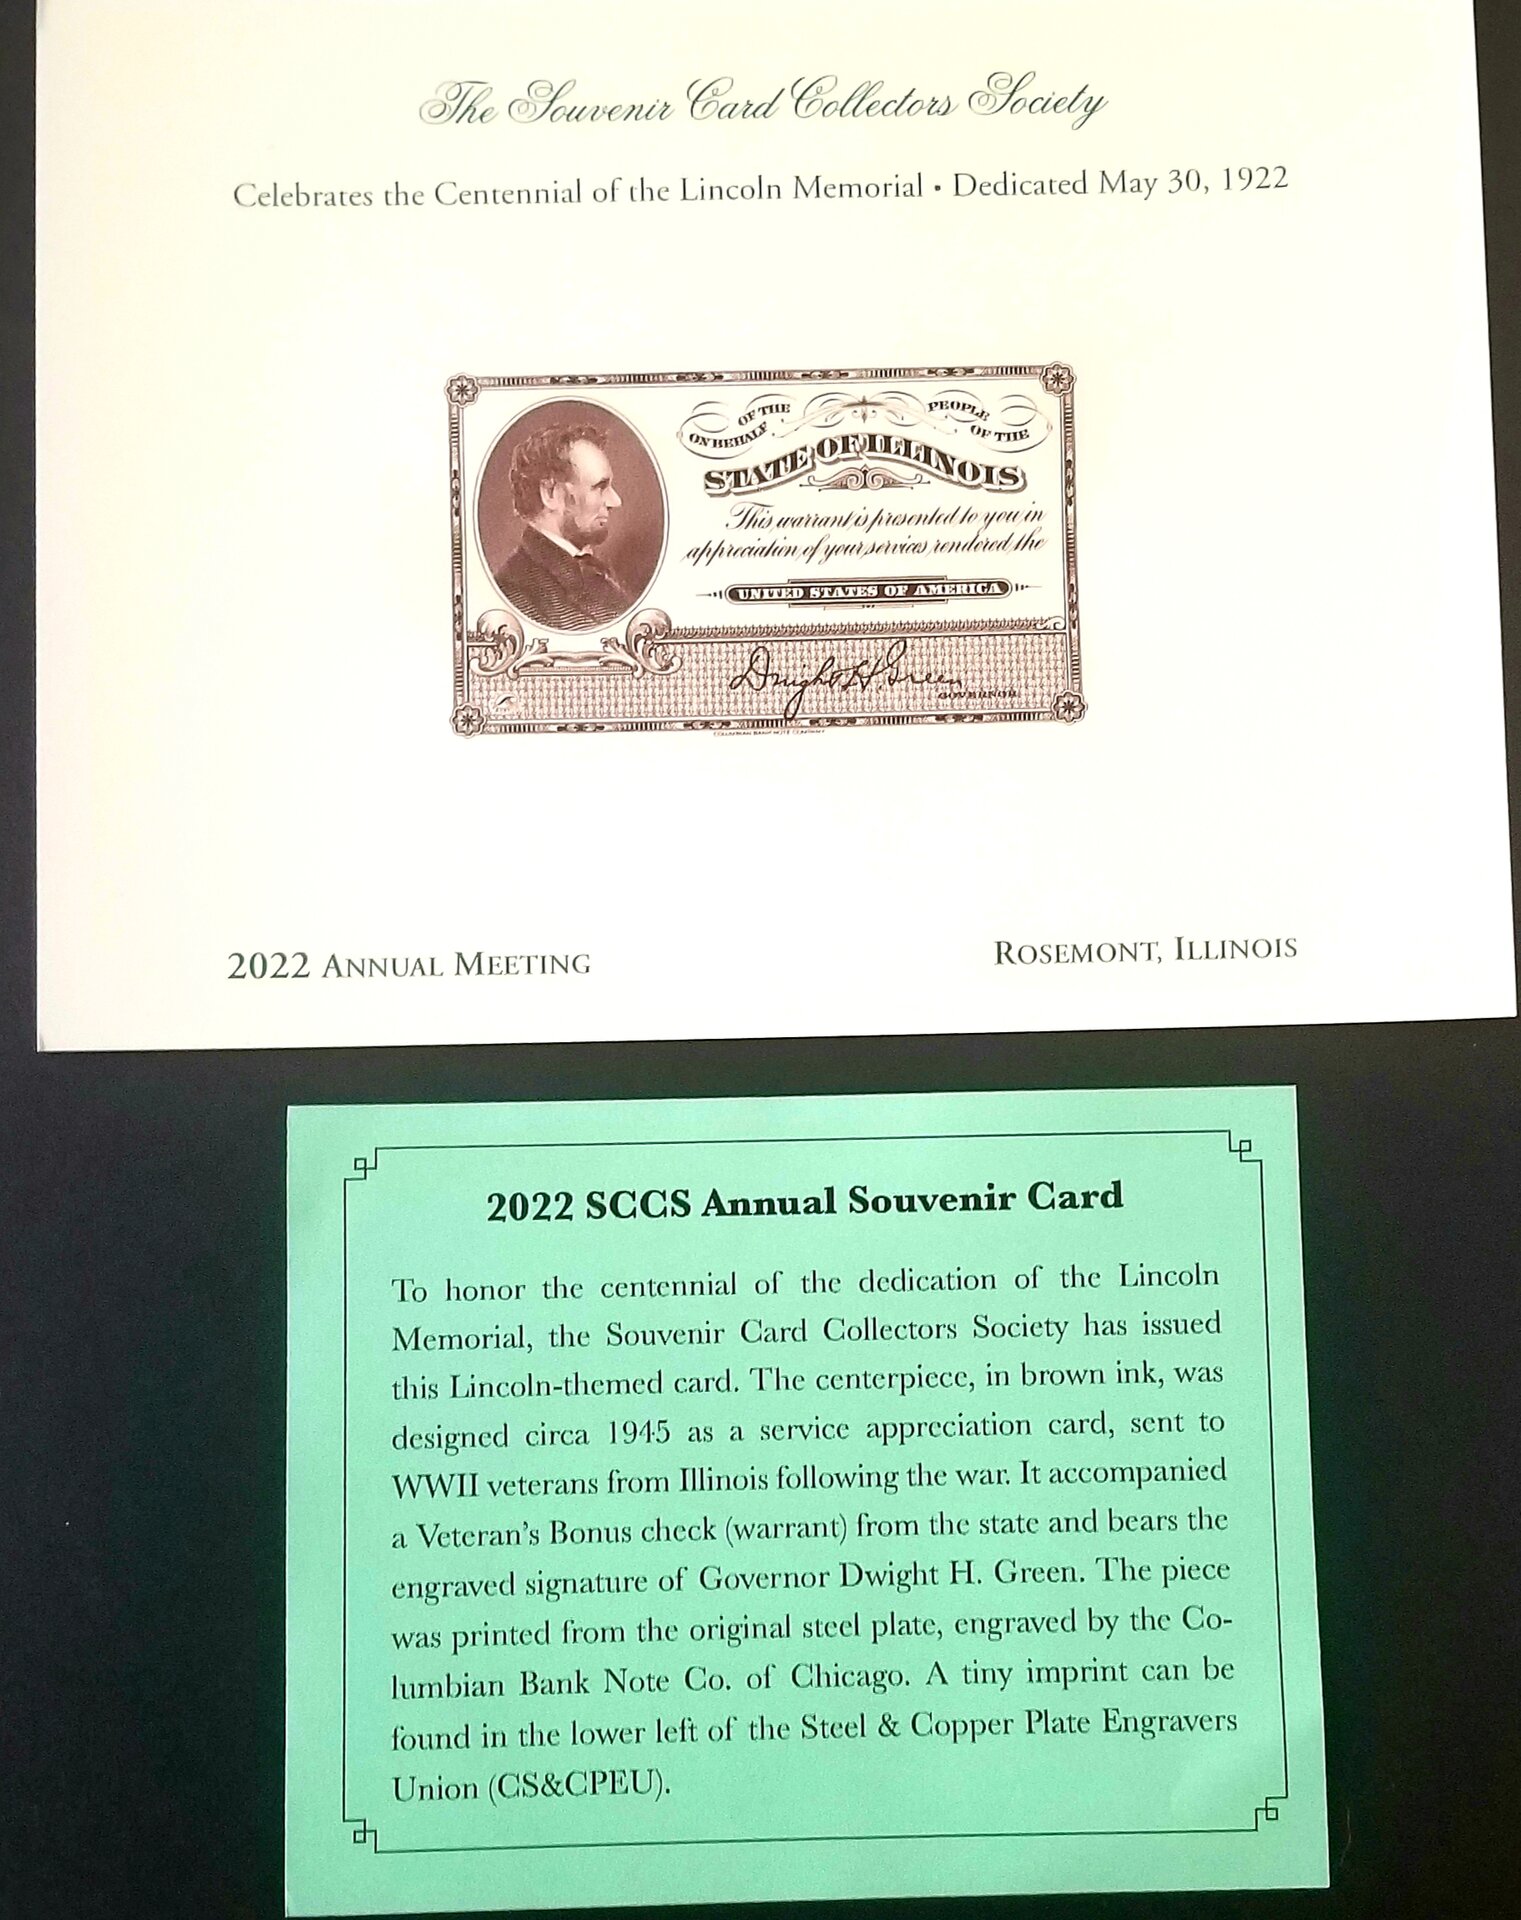 The Souvenir Card Collectors Society
Celebrates the Centennial of the Lincoln Memorial • Dedicated May 30, 1922
ON BEHALF OF THE PEOPLE OF THE
STATE OF ILLINOIS
This warrant is presented to you in
appreciation of your services rendered the
UNITED STATES OF AMERICA
Dwight H. Green
GOVERNOR
COLUMBIAN BANK NOTE COMPANY
2022 ANNUAL MEETING
ROSEMONT, ILLINOIS
2022 SCCS Annual Souvenir Card
To honor the centennial of the dedication of the Lincoln
Memorial, the Souvenir Card Collectors Society has issued
this Lincoln-themed card. The centerpiece, in brown ink, was
designed circa 1945 as a service appreciation card, sent to
WWII veterans from Illinois following the war. It accompanied
a Veteran's Bonus check (warrant) from the state and bears the
engraved signature of Governor Dwight H. Green. The piece
was printed from the original steel plate, engraved by the Co-
lumbian Bank Note Co. of Chicago. A tiny imprint can be
found in the lower left of the Steel & Copper Plate Engravers
Union (CS&CPEU).